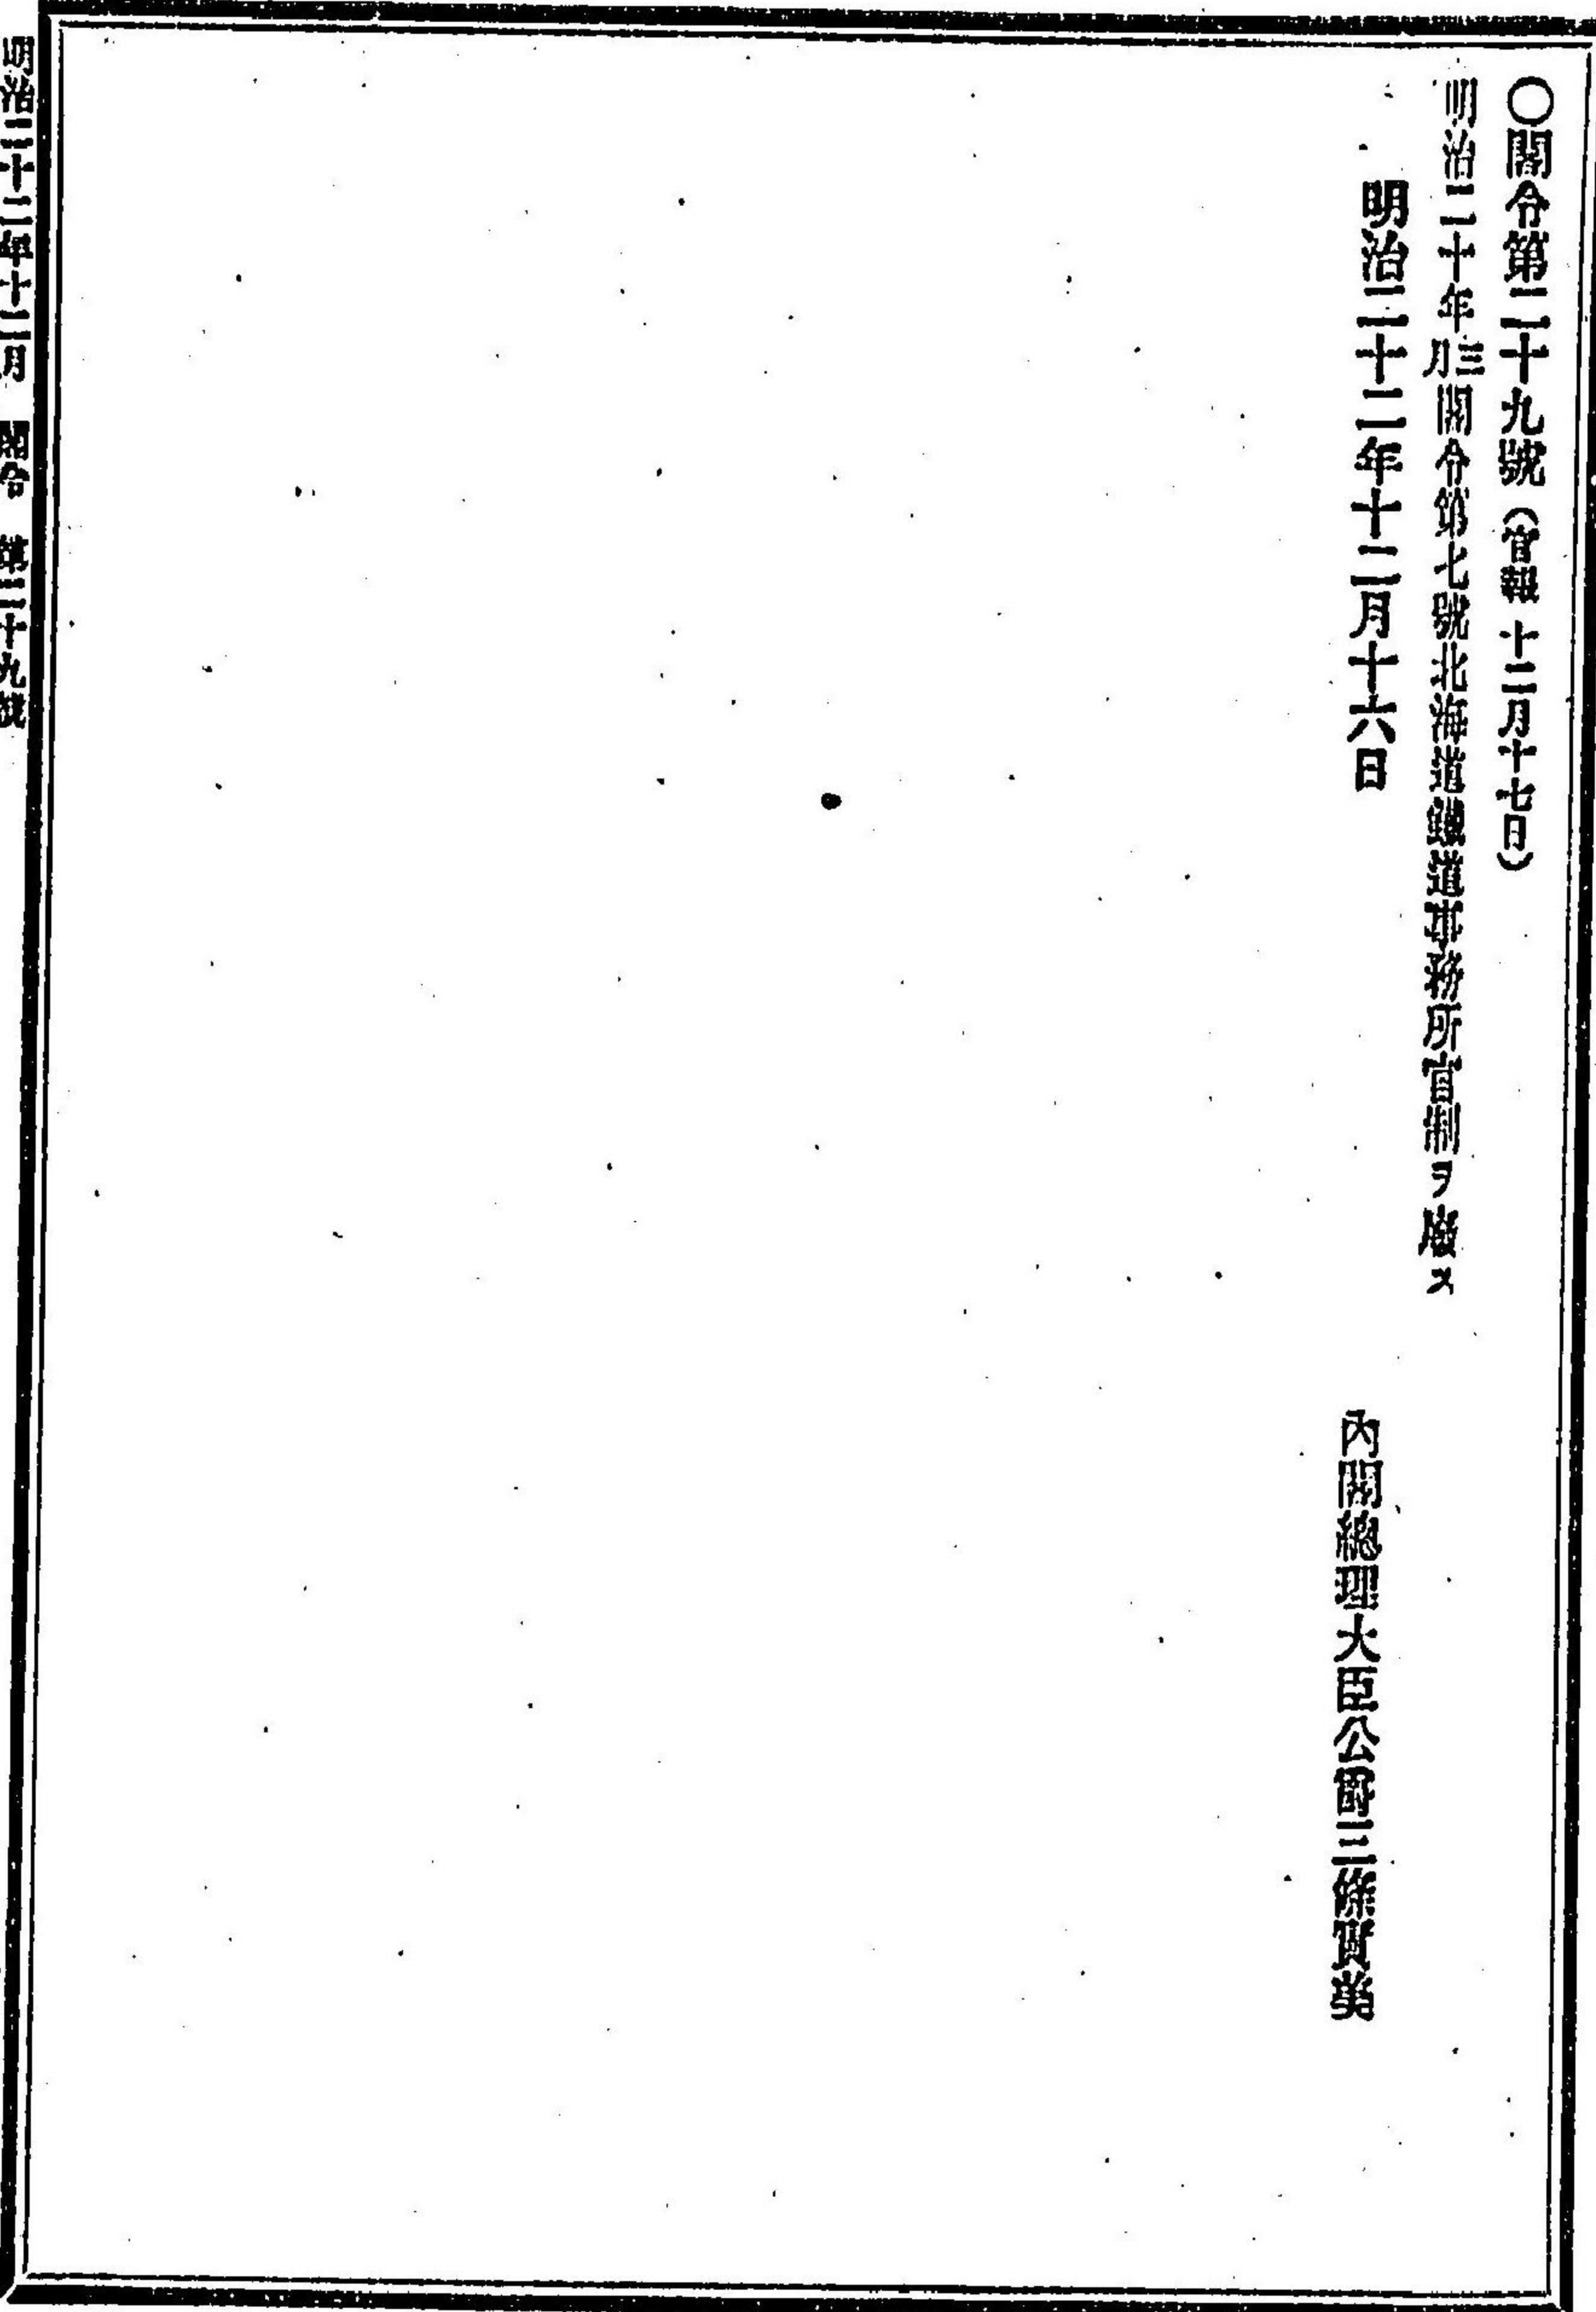 〇閣令第二十九號（官報 十二月十七日）
明治二十年三月閣令第七號北海道鐵道事務所官制ヲ廢ス
明治二十二年十二月十六日
內閣總理大臣公爵三條實美
明治二十二年十二月 閣令 第二十九號